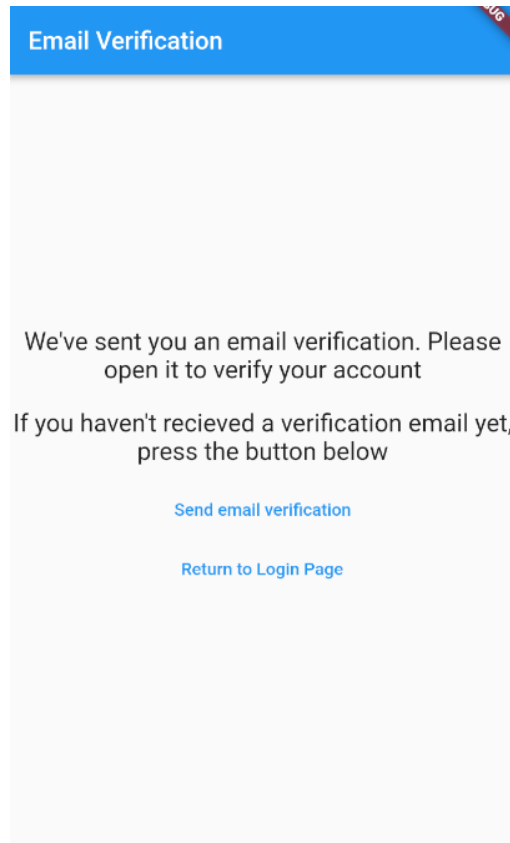 Email Verification
We've sent you an email verification. Please
open it to verify your account
If you haven't recieved a verification email yet,
press the button below
Send email verification
Return to Login Page